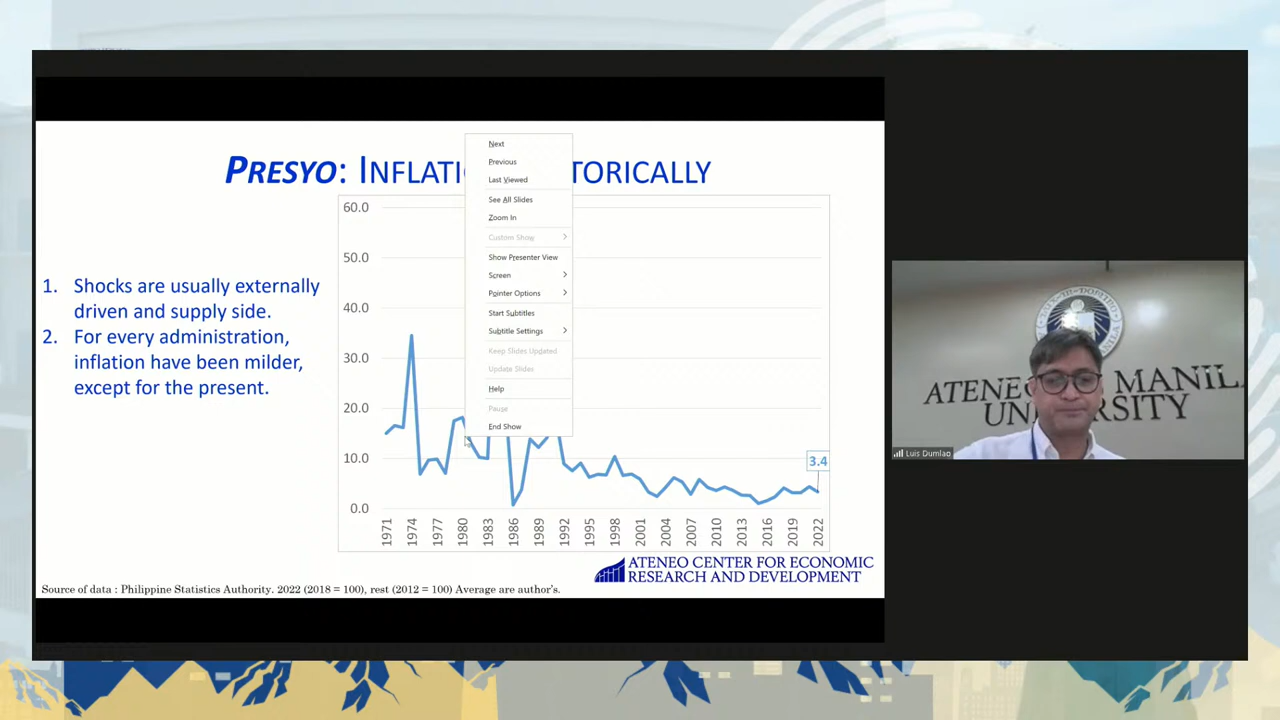 PRESYO: INFLATI TORICALLY
1. Shocks are usually externally
driven and supply side.
2. For every administration,
inflation have been milder,
except for the present.
Next
Previous
Last Viewed
See All Slides
Zoom In
Custom Show
Show Presenter View
Screen
Pointer Options
Start Subtitles
Subtitle Settings
Keep Slides Updated
Update Slides
Help
Pause
End Show
60.0
50.0
40.0
30.0
20.0
10.0
0.0
3.4
1971 1974 1977 1980 1983 1986 1989 1992 1995 1998 2001 2004 2007 2010 2013 2016 2019 2022
ATENEO CENTER FOR ECONOMIC
RESEARCH AND DEVELOPMENT
Source of data : Philippine Statistics Authority. 2022 (2018 = 100), rest (2012 = 100) Average are author's.
ATENEO MANILA
UN RSITY
Luis Dumlao